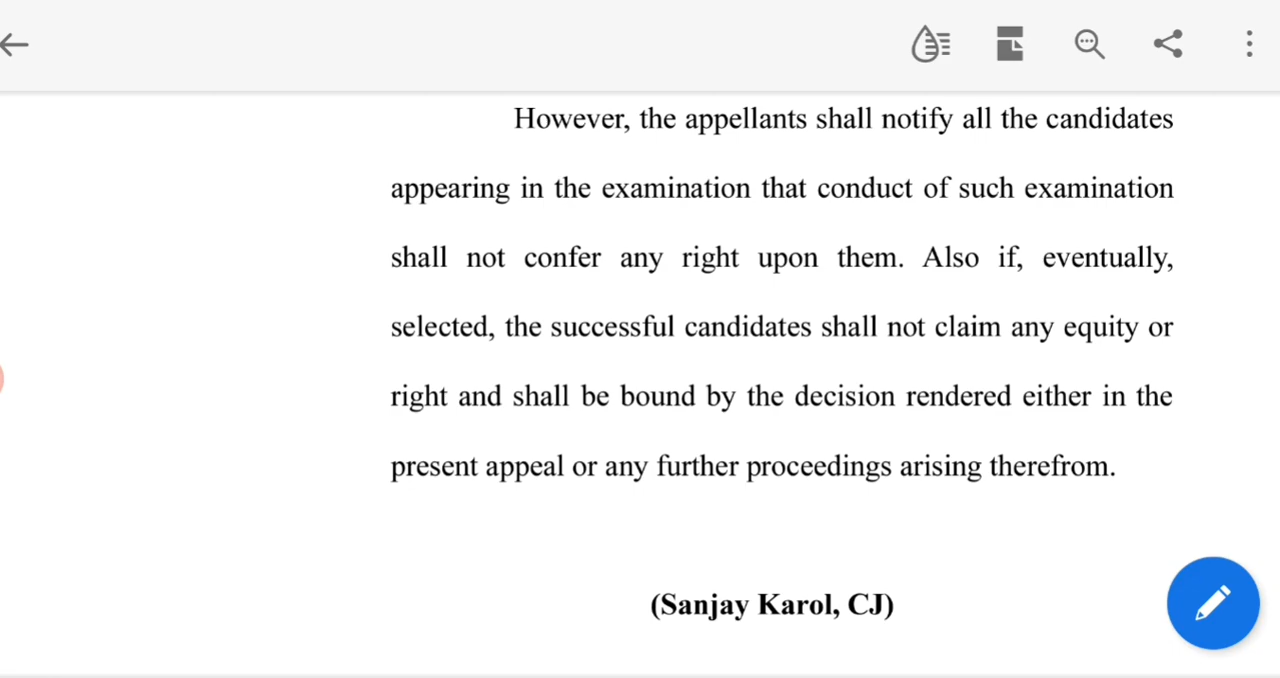 However, the appellants shall notify all the candidates
appearing in the examination that conduct of such examination
shall not confer any right upon them. Also if, eventually,
selected, the successful candidates shall not claim any equity or
right and shall be bound by the decision rendered either in the
present appeal or any further proceedings arising therefrom.
(Sanjay Karol, CJ)